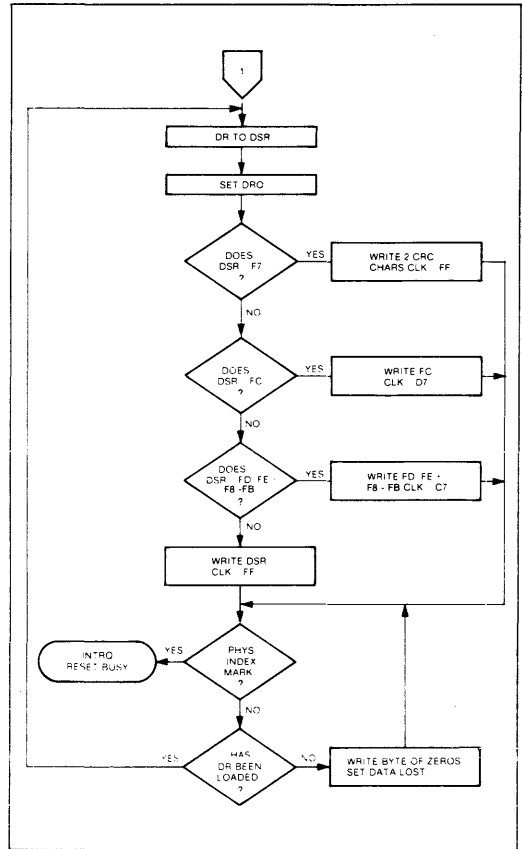 1
DR TO DSR
SET DRQ
DOES
DSR F7
?
YES
WRITE 2 CRC
CHARS CLK FF
NO
DOES
DSR FC
?
YES
WRITE FC
CLK D7
NO
DOES
DSR FD FE
F8 -FB
?
YES
WRITE FD FE
F8 - FB CLK C7
NO
WRITE DSR
CLK FF
PHYS
INDEX
MARK
?
YES
INTRQ
RESET BUSY
NO
HAS
DR BEEN
LOADED
?
YES
NO
WRITE BYTE OF ZEROS
SET DATA LOST